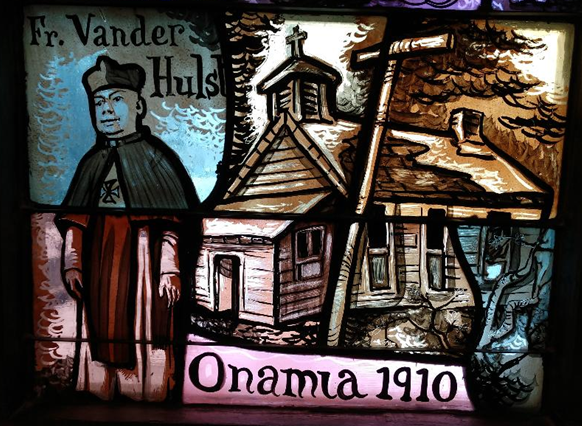 Fr. Vander
Hulst
Onamia 1910